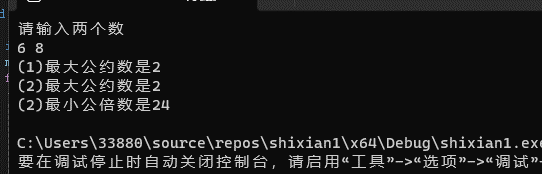 请输入两个数
6 8
(1)最大公约数是2
(2)最大公约数是2
(2)最小公倍数是24
C:\Users\33880\source\repos\shixian1\x64\Debug\shixian1.exe
要在调试停止时自动关闭控制台，请启用“工具”->“选项”->“调试”-